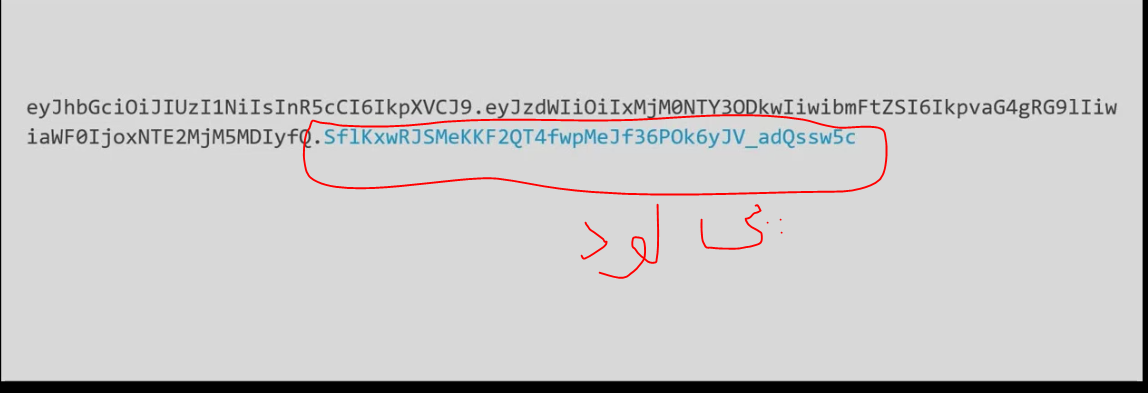 eyJhbGciOiJIUzI1NiIsInR5cCI6IkpXVCJ9.eyJzdWIiOiIxMjM0NTY3ODkwIiwibmFtZSI6IkpvaG4gRG9lIiw
iaWF0IjoxNTE2MjM5MDIyfQ.SflKxwRJSMeKKF2QT4fwpMeJf36POk6yJV_adQssw5c
لود